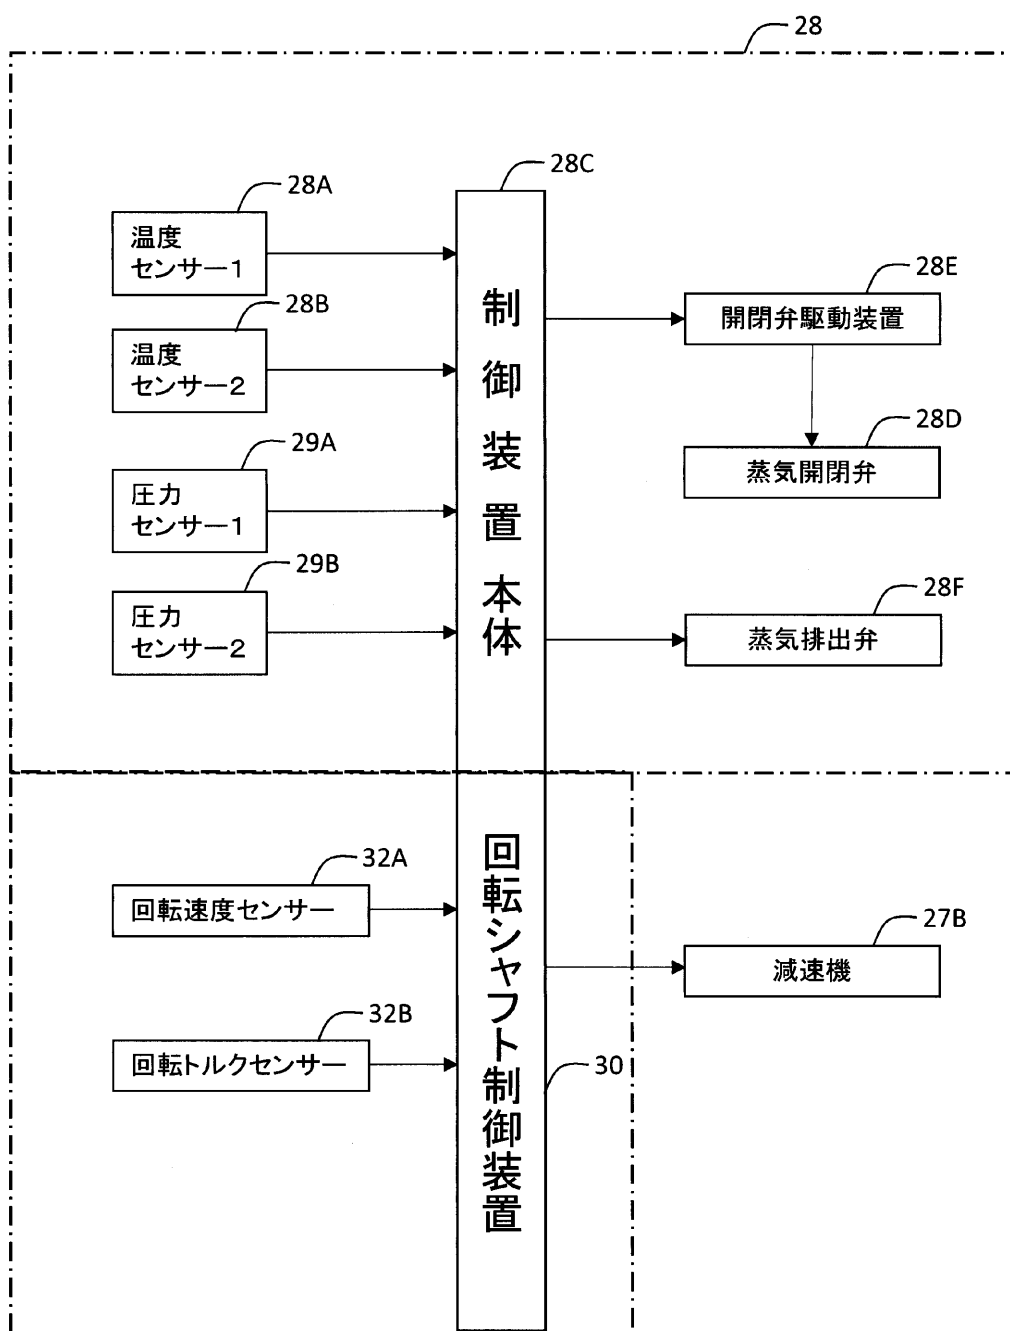 28
28C
28A
温度
センサー1
28B
温度
センサー2
29A
圧力
センサー1
29B
圧力
センサー2
制御装置本体
28E
開閉弁駆動装置
28D
蒸気開閉弁
28F
蒸気排出弁
32A
回転速度センサー
32B
回転トルクセンサー
回転シャフト制御装置
30
27B
減速機